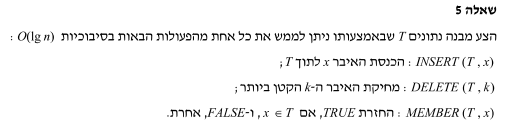 שאלה 5
הצע מבנה נתונים T שבאמצעותו ניתן לממש את כל אחת מהפעולות הבאות בסיבוכיות O(lg n) :
INSERT (T , x) : הכנסת האיבר x לתוך T;
DELETE (T , k) : מחיקת האיבר ה-k הקטן ביותר;
MEMBER (T , x) : החזרת TRUE, אם x ∈ T, ו-FALSE, אחרת.